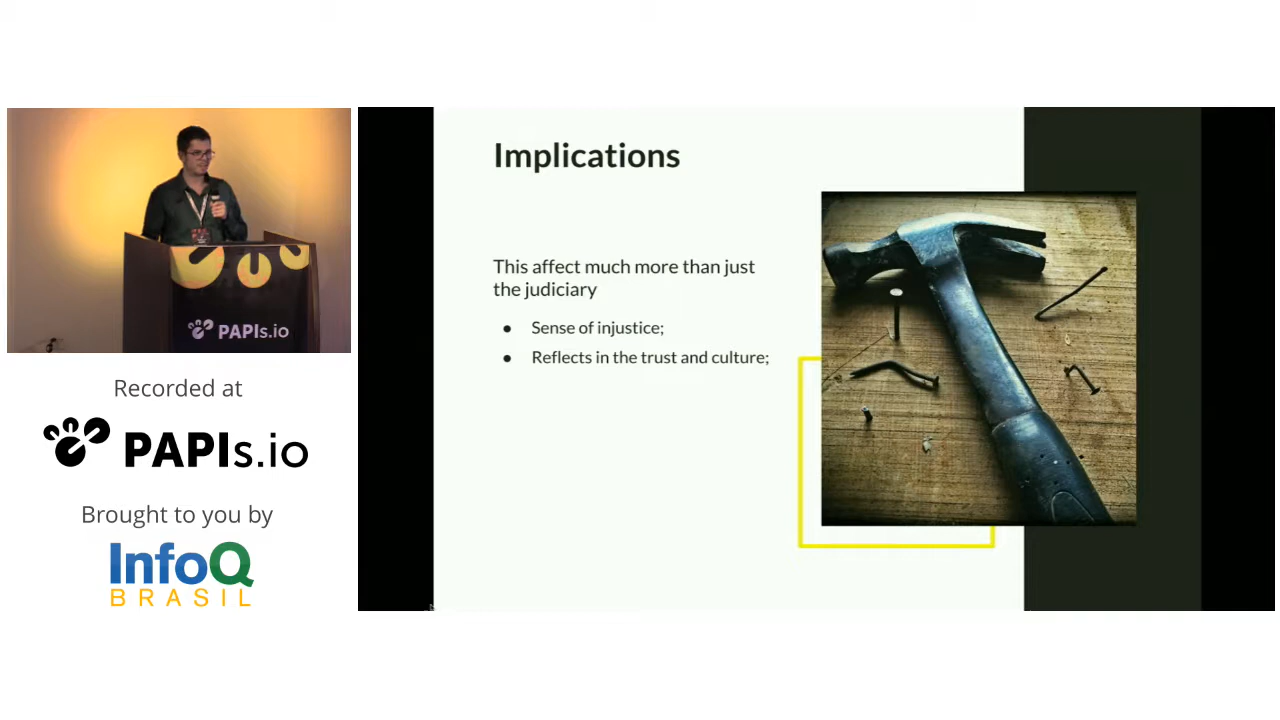 PAPIs.io
Recorded at
PAPIs.io
Brought to you by
InfoQ
BRASIL
Implications
This affect much more than just
the judiciary
● Sense of injustice;
● Reflects in the trust and culture;